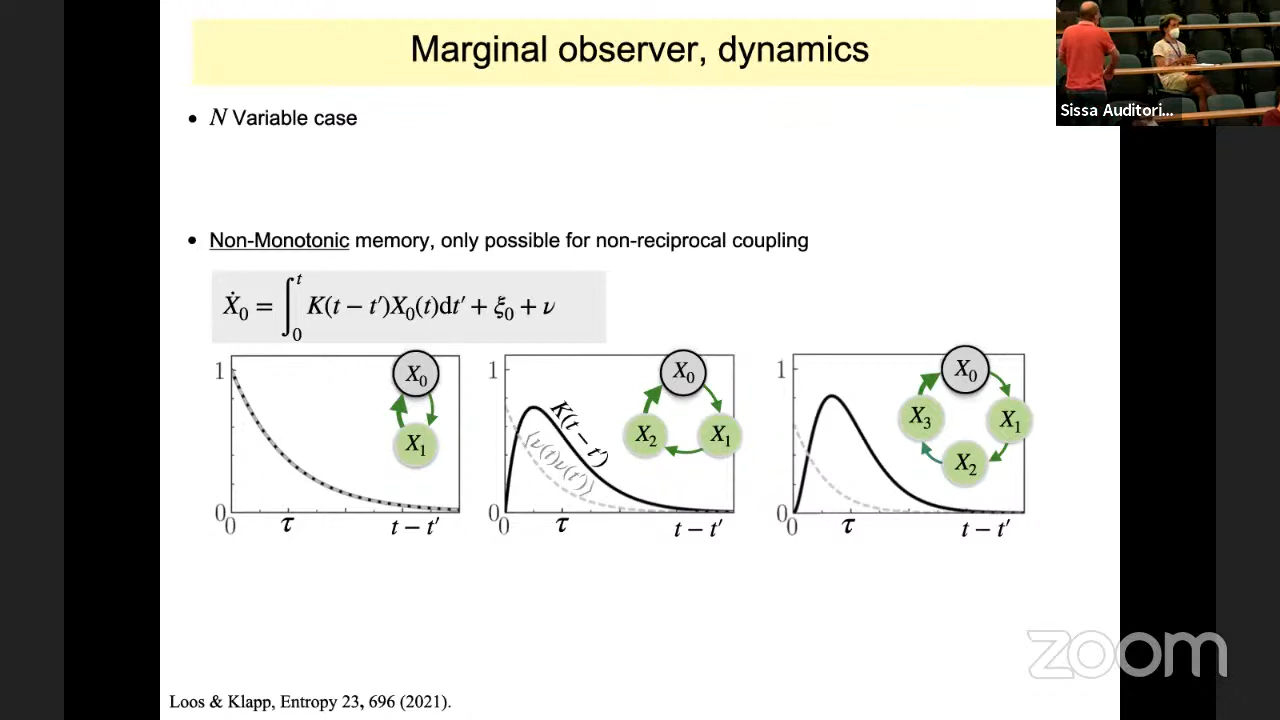 Marginal observer, dynamics
Sissa Auditori...
• N Variable case
• Non-Monotonic memory, only possible for non-reciprocal coupling
Ẋ₀ = ∫₀ᵗ K(t − t′)X₀(t)dt′ + ξ₀ + ν
1
X₀
X₁
0
0
τ
t − t′
1
X₀
K(t − t′)
⟨ν(t)ν(t′)⟩
X₂
X₁
0
0
τ
t − t′
1
X₀
X₃
X₁
X₂
0
0
τ
t − t′
zoom
Loos & Klapp, Entropy 23, 696 (2021).